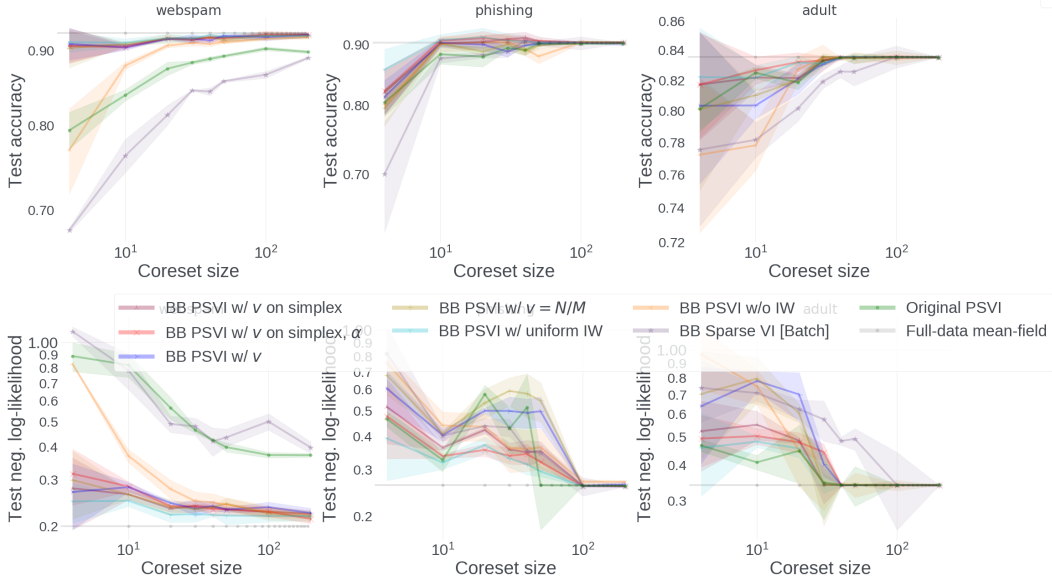 webspam
phishing
adult
0.90
0.80
0.70
Test accuracy
10^1
10^2
Coreset size
0.90
0.80
0.70
Test accuracy
10^1
10^2
Coreset size
0.86
0.84
0.82
0.80
0.78
0.76
0.74
0.72
Test accuracy
10^1
10^2
Coreset size
BB PSVI w/ v on simplex
BB PSVI w/ v on simplex, α
BB PSVI w/ v
BB PSVI w/ v = N/M
BB PSVI w/ uniform IW
BB PSVI w/o IW
BB Sparse VI [Batch]
Original PSVI
Full-data mean-field
adult
1.00
0.9
0.8
0.7
0.6
0.5
0.4
0.3
0.2
Test neg. log-likelihood
10^1
10^2
Coreset size
0.7
0.6
0.5
0.4
0.3
0.2
Test neg. log-likelihood
10^1
10^2
Coreset size
1.00
0.9
0.8
0.7
0.6
0.5
0.4
0.3
Test neg. log-likelihood
10^1
10^2
Coreset size